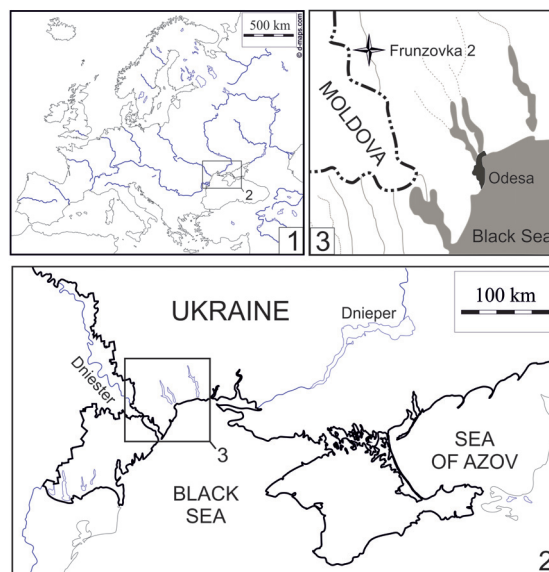 500 km
© d-maps.com
2
1
Frunzovka 2
MOLDOVA
Odesa
Black Sea
3
UKRAINE
Dnieper
100 km
Dniester
3
SEA
OF AZOV
BLACK
SEA
2